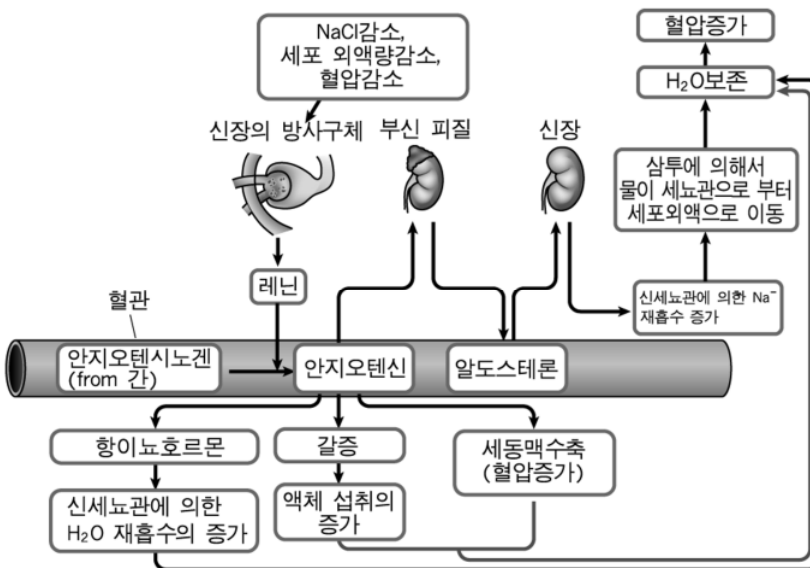 NaCl감소,
세포 외액량감소,
혈압감소
혈압증가
H₂O보존
신장의 방사구체
부신 피질
신장
삼투에 의해서
물이 세뇨관으로 부터
세포외액으로 이동
레닌
신세뇨관에 의한 Na⁻
재흡수 증가
혈관
안지오텐시노겐
(from 간)
안지오텐신
알도스테론
항이뇨호르몬
갈증
세동맥수축
(혈압증가)
신세뇨관에 의한
H₂O 재흡수의 증가
액체 섭취의
증가